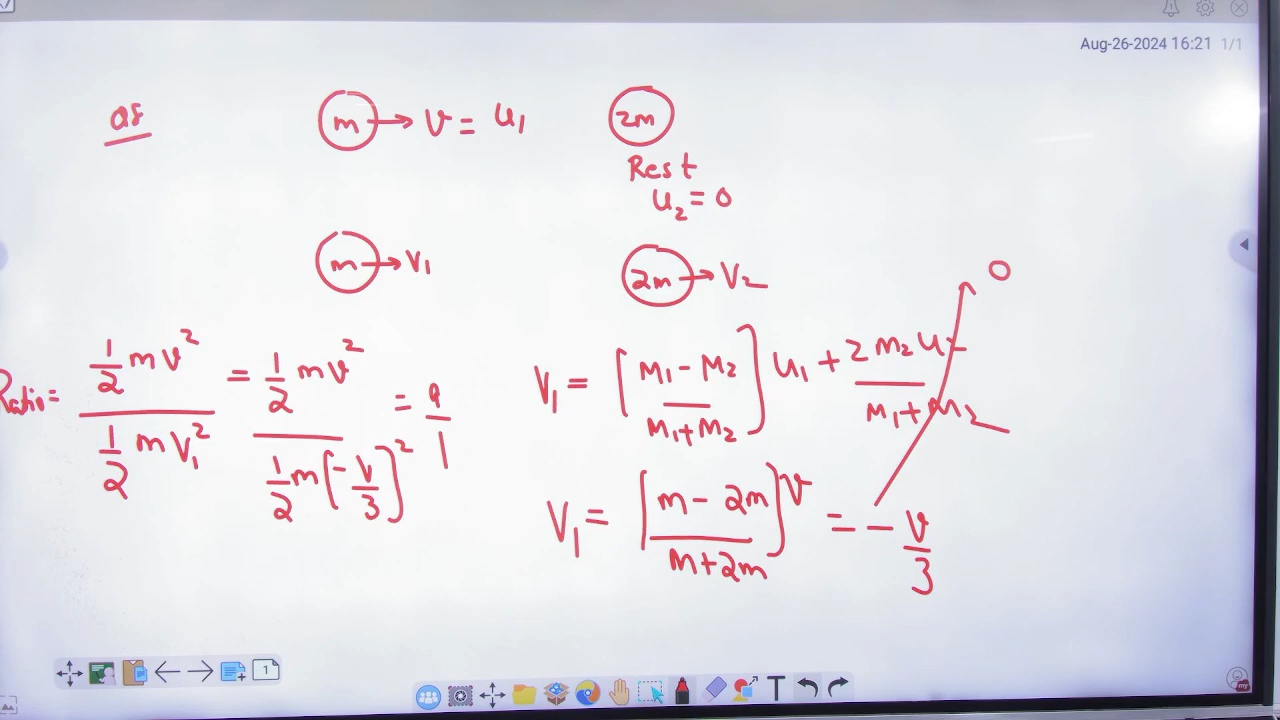 Aug-26-2024 16:21 1/1
Q8
m → v = u₁
2m
Rest
u₂ = 0
m → V₁
2m → V₂
0
Ratio = ½mv² / ½mV₁² = ½mv² / ½m(-v/3)² = 9/1
V₁ = [M₁ - M₂ / M₁+M₂] u₁ + 2m₂u₂ / M₁+M₂
V₁ = [m - 2m / m+2m] v = - v/3
1
T